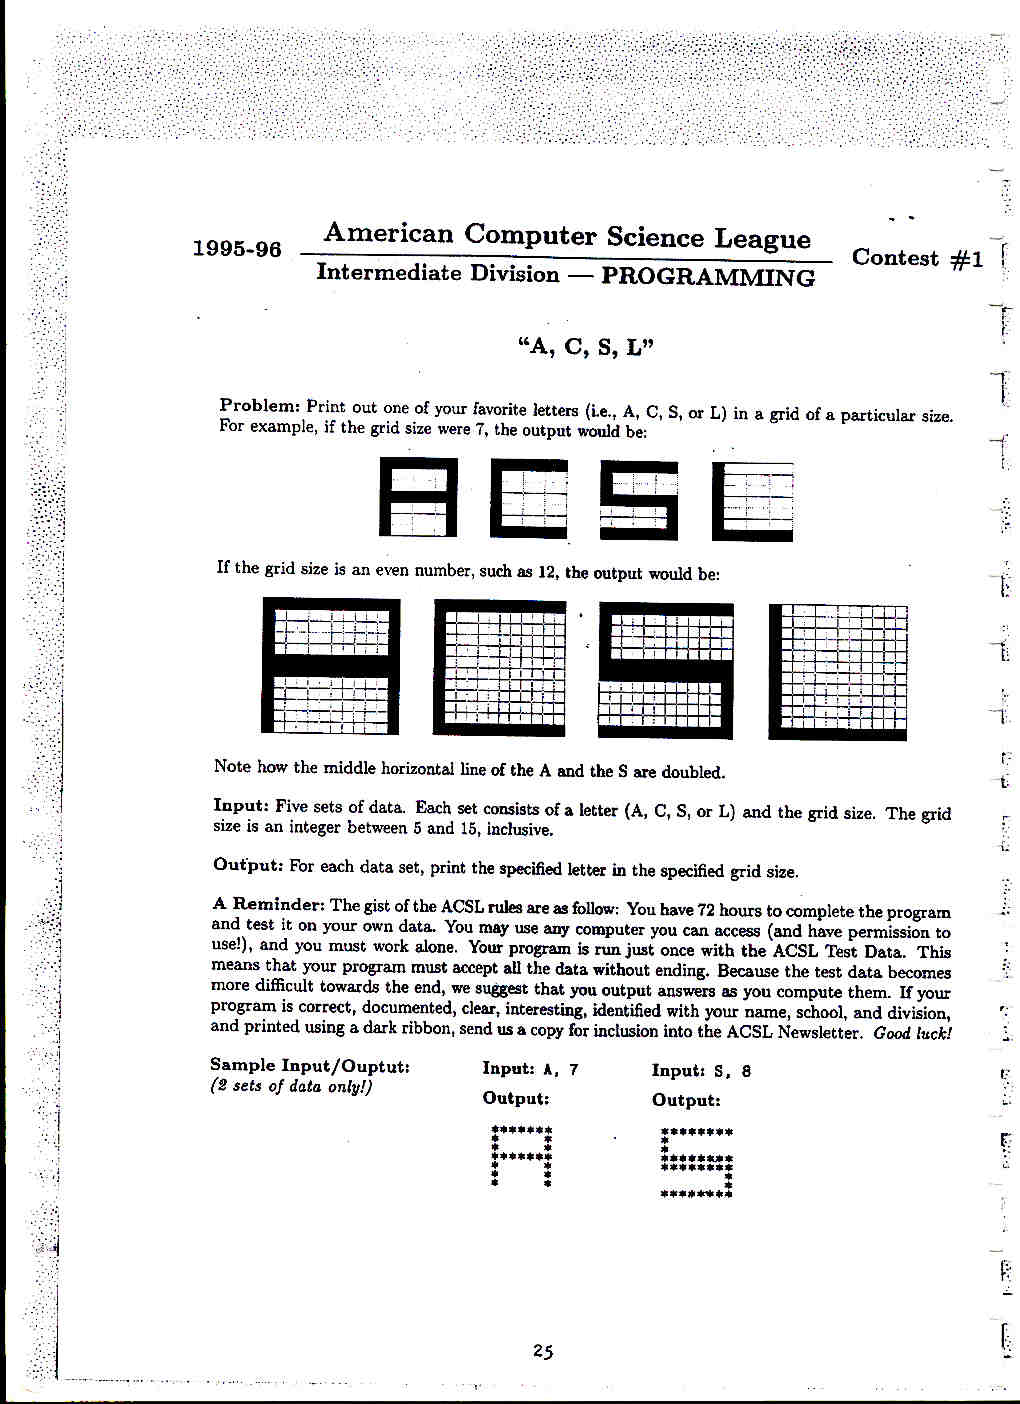 1995-96
American Computer Science League
Contest #1
Intermediate Division — PROGRAMMING
“A, C, S, L”
Problem: Print out one of your favorite letters (i.e., A, C, S, or L) in a grid of a particular size.
For example, if the grid size were 7, the output would be:
If the grid size is an even number, such as 12, the output would be:
Note how the middle horizontal line of the A and the S are doubled.
Input: Five sets of data. Each set consists of a letter (A, C, S, or L) and the grid size. The grid
size is an integer between 5 and 15, inclusive.
Output: For each data set, print the specified letter in the specified grid size.
A Reminder: The gist of the ACSL rules are as follow: You have 72 hours to complete the program
and test it on your own data. You may use any computer you can access (and have permission to
use!), and you must work alone. Your program is run just once with the ACSL Test Data. This
means that your program must accept all the data without ending. Because the test data becomes
more difficult towards the end, we suggest that you output answers as you compute them. If your
program is correct, documented, clear, interesting, identified with your name, school, and division,
and printed using a dark ribbon, send us a copy for inclusion into the ACSL Newsletter. Good luck!
Sample Input/Ouptut:
(2 sets of data only!)
Input: A, 7
Output:
*******
*     *
*     *
*******
*     *
*     *
*     *
Input: S, 8
Output:
********
*
*
********
********
       *
       *
********
25